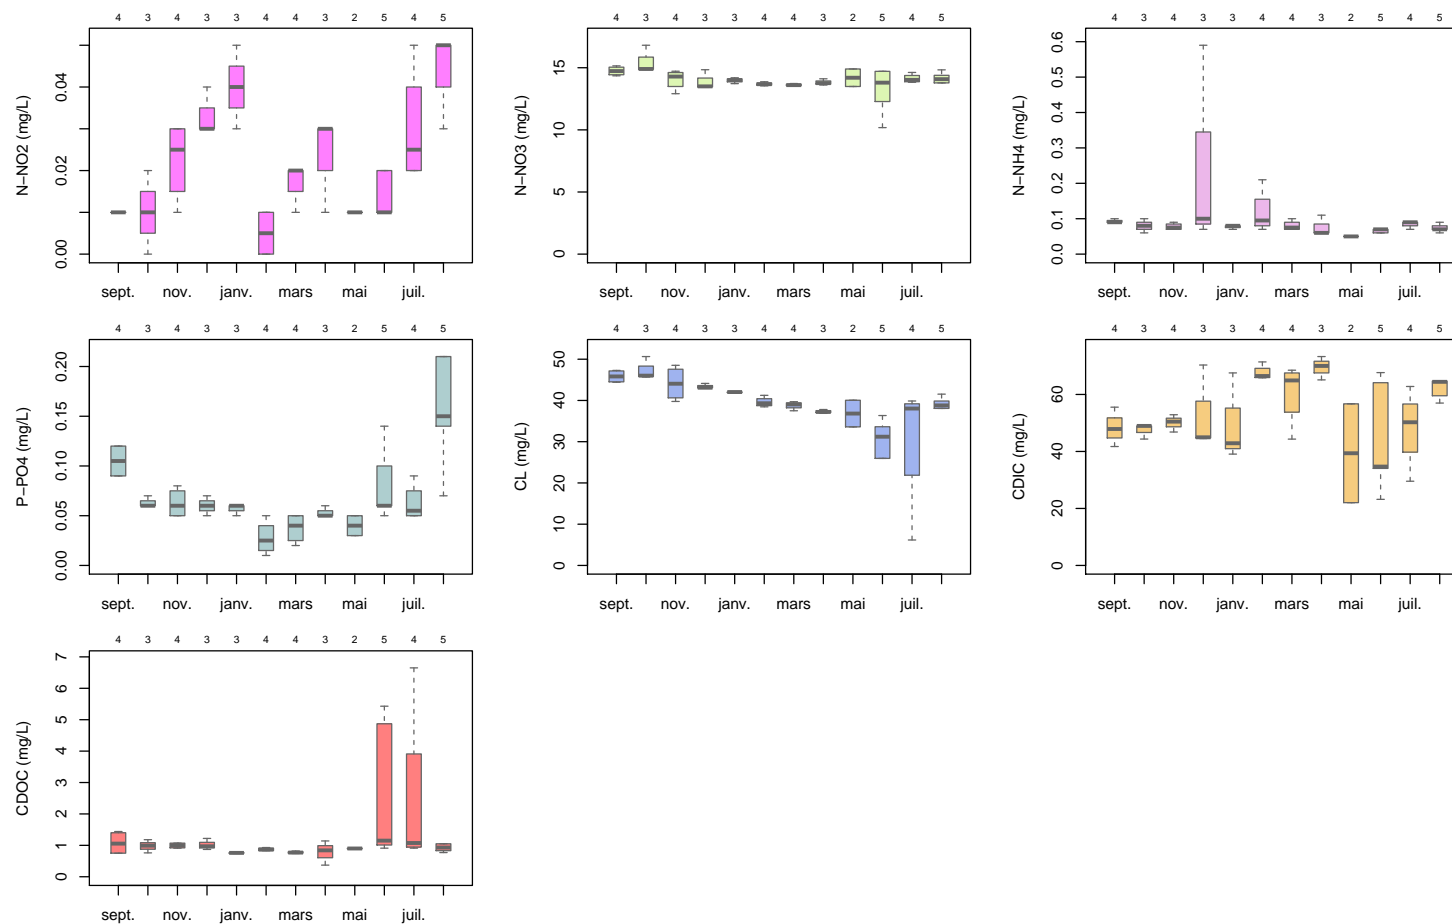 4 3 4 3 3 4 4 3 2 5 4 5
N−NO2 (mg/L)
0.00 0.02 0.04
sept. nov. janv. mars mai juil.
4 3 4 3 3 4 4 3 2 5 4 5
N−NO3 (mg/L)
0 5 10 15
sept. nov. janv. mars mai juil.
4 3 4 3 3 4 4 3 2 5 4 5
N−NH4 (mg/L)
0.0 0.1 0.2 0.3 0.4 0.5 0.6
sept. nov. janv. mars mai juil.
4 3 4 3 3 4 4 3 2 5 4 5
P−PO4 (mg/L)
0.00 0.05 0.10 0.15 0.20
sept. nov. janv. mars mai juil.
4 3 4 3 3 4 4 3 2 5 4 5
CL (mg/L)
0 10 20 30 40 50
sept. nov. janv. mars mai juil.
4 3 4 3 3 4 4 3 2 5 4 5
CDIC (mg/L)
0 20 40 60
sept. nov. janv. mars mai juil.
4 3 4 3 3 4 4 3 2 5 4 5
CDOC (mg/L)
0 1 2 3 4 5 6 7
sept. nov. janv. mars mai juil.